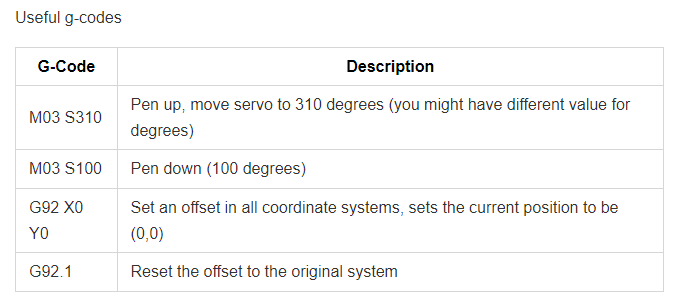 Useful g-codes
G-Code Description
M03 S310 Pen up, move servo to 310 degrees (you might have different value for
degrees)
M03 S100 Pen down (100 degrees)
G92 X0 Set an offset in all coordinate systems, sets the current position to be
Y0 (0,0)
G92.1 Reset the offset to the original system